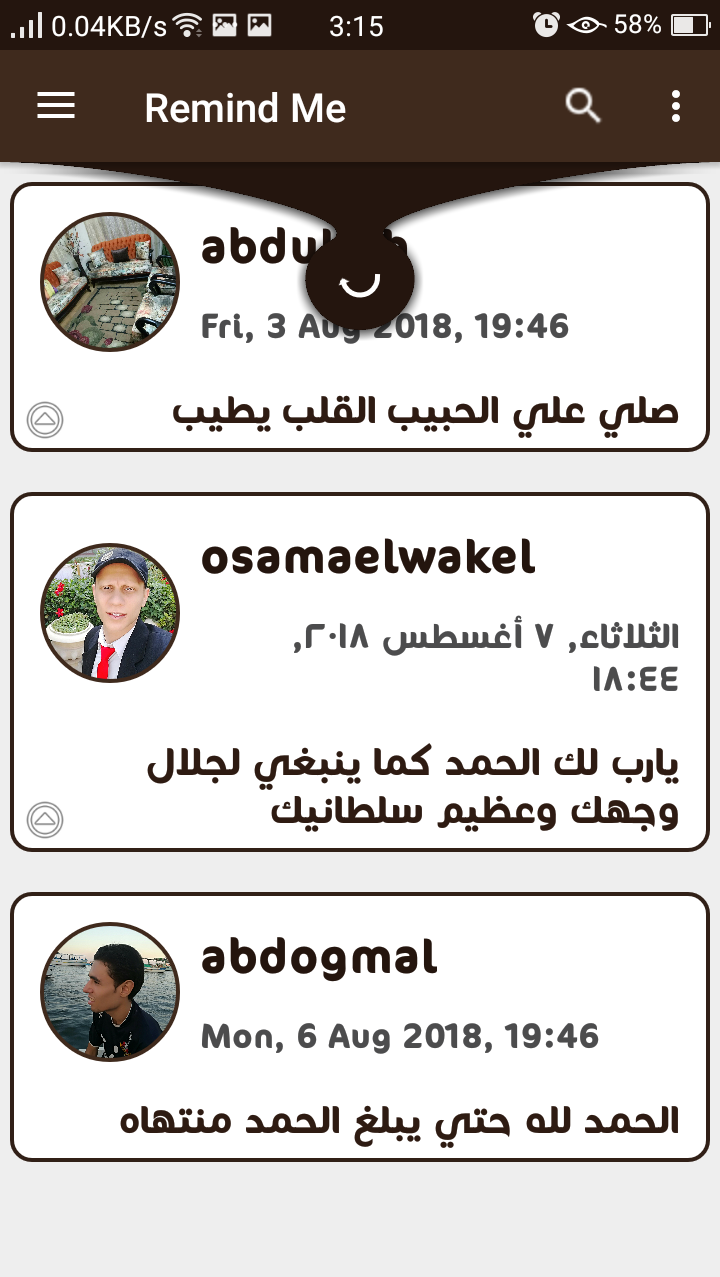 0.04KB/s 3:15 58%
Remind Me
Fri, 3 Aug 2018, 19:46
صلي علي الحبيب القلب يطيب
osamaelwakel
الثلاثاء, ٧ أغسطس ٢٠١٨,
١٨:٤٤
يارب لك الحمد كما ينبغي لجلال
وجهك وعظيم سلطانيك
abdogmal
Mon, 6 Aug 2018, 19:46
الحمد لله حتي يبلغ الحمد منتهاه